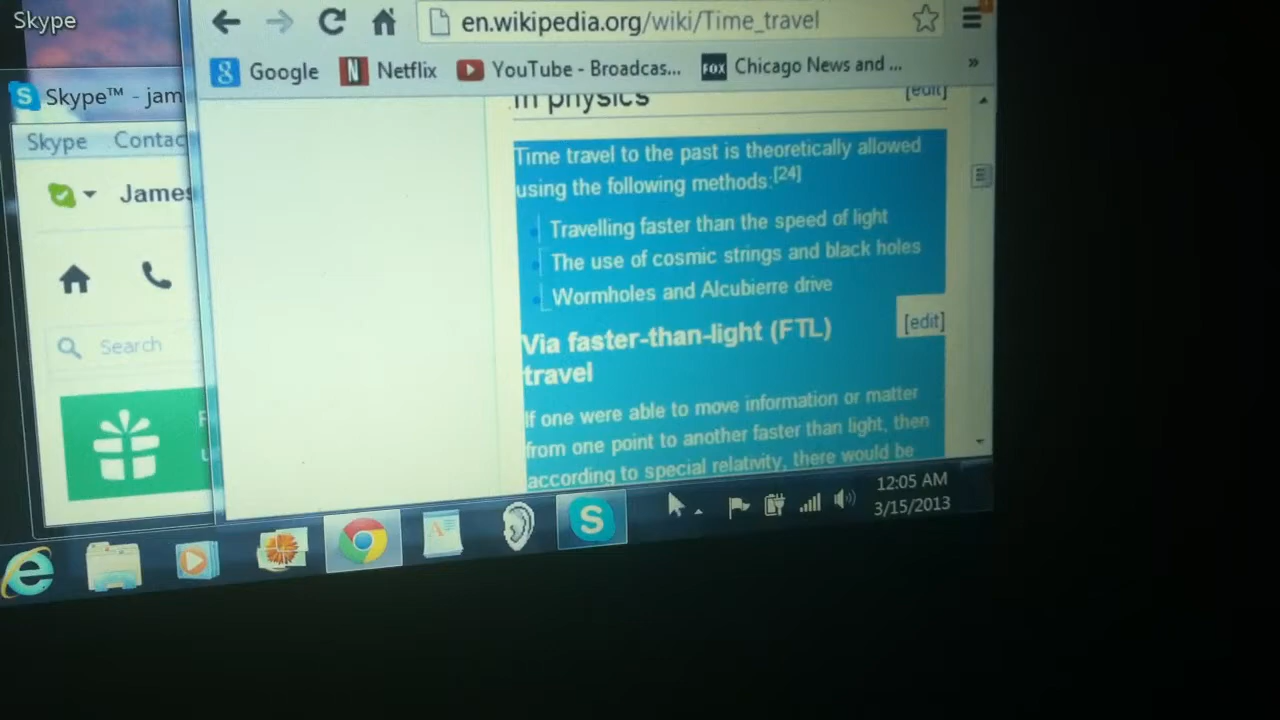 Skype
en.wikipedia.org/wiki/Time_travel
Google
Netflix
YouTube - Broadcas...
FOX
Chicago News and ...
»
Skype™ - jam
Skype Contac
James
Search
In physics
[edit]
Time travel to the past is theoretically allowed
using the following methods:[24]
Travelling faster than the speed of light
The use of cosmic strings and black holes
Wormholes and Alcubierre drive
Via faster-than-light (FTL)
travel
[edit]
If one were able to move information or matter
from one point to another faster than light, then
according to special relativity, there would be
12:05 AM
3/15/2013